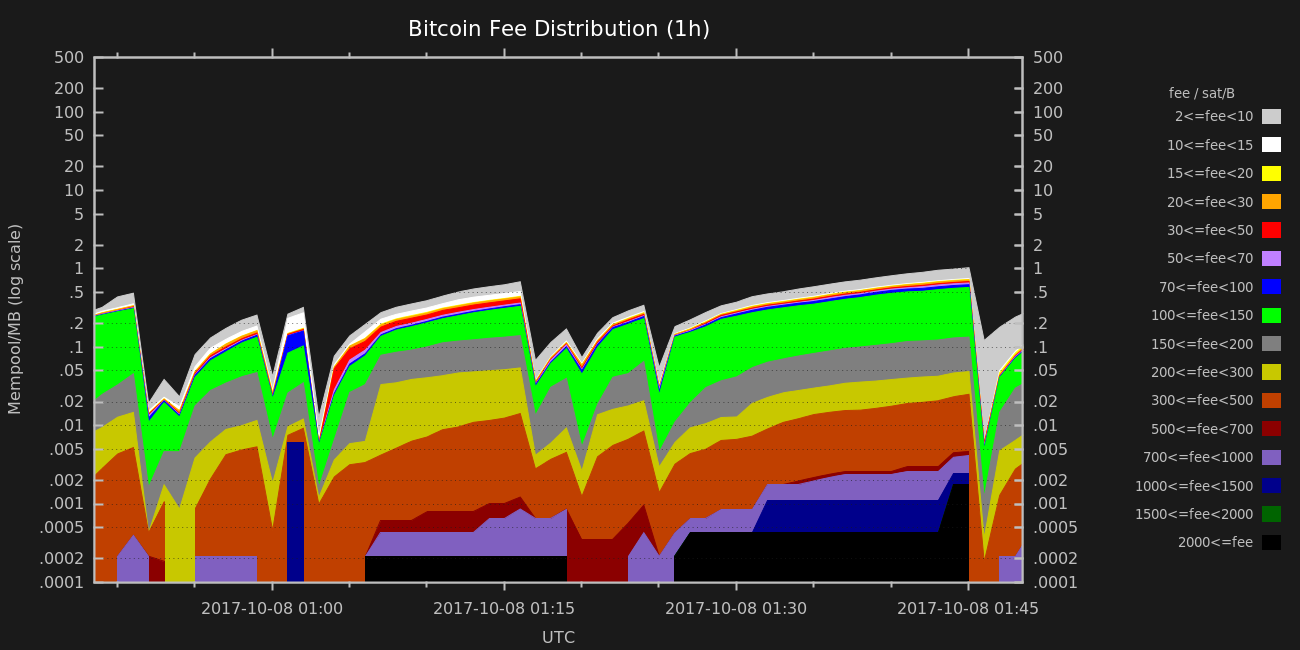 Bitcoin Fee Distribution (1h)
Mempool/MB (log scale)
500
200
100
50
20
10
5
2
1
.5
.2
.1
.05
.02
.01
.005
.002
.001
.0005
.0002
.0001
500
200
100
50
20
10
5
2
1
.5
.2
.1
.05
.02
.01
.005
.002
.001
.0005
.0002
.0001
2017-10-08 01:00
2017-10-08 01:15
2017-10-08 01:30
2017-10-08 01:45
UTC
fee / sat/B
2<=fee<10
10<=fee<15
15<=fee<20
20<=fee<30
30<=fee<50
50<=fee<70
70<=fee<100
100<=fee<150
150<=fee<200
200<=fee<300
300<=fee<500
500<=fee<700
700<=fee<1000
1000<=fee<1500
1500<=fee<2000
2000<=fee